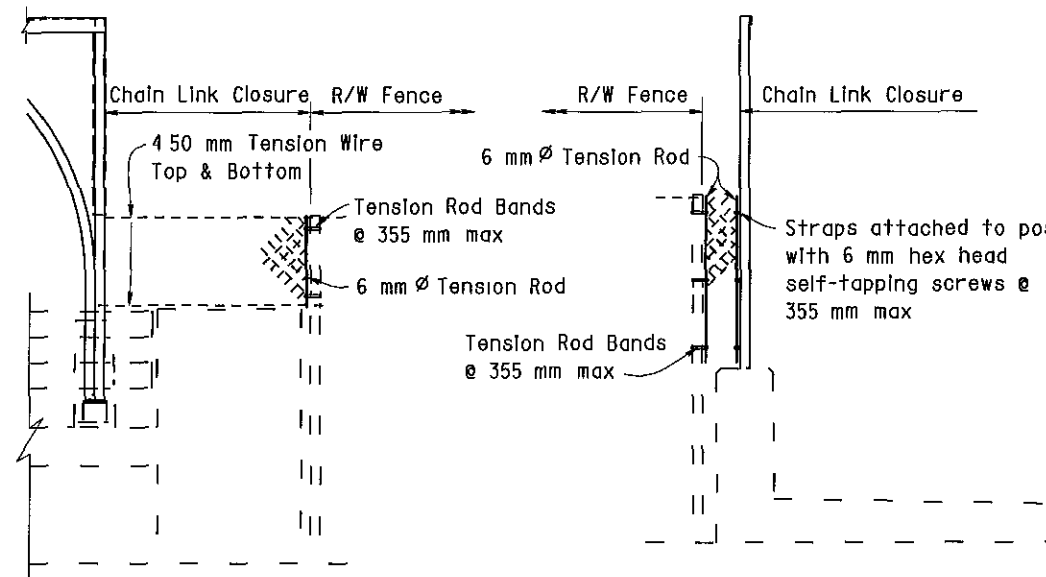 Chain Link Closure
R/W Fence
4 50 mm Tension Wire
Top & Bottom
Tension Rod Bands
@ 355 mm max
6 mm Ø Tension Rod
R/W Fence
Chain Link Closure
6 mm Ø Tension Rod
Straps attached to pos
with 6 mm hex head
self-tapping screws @
355 mm max
Tension Rod Bands
@ 355 mm max